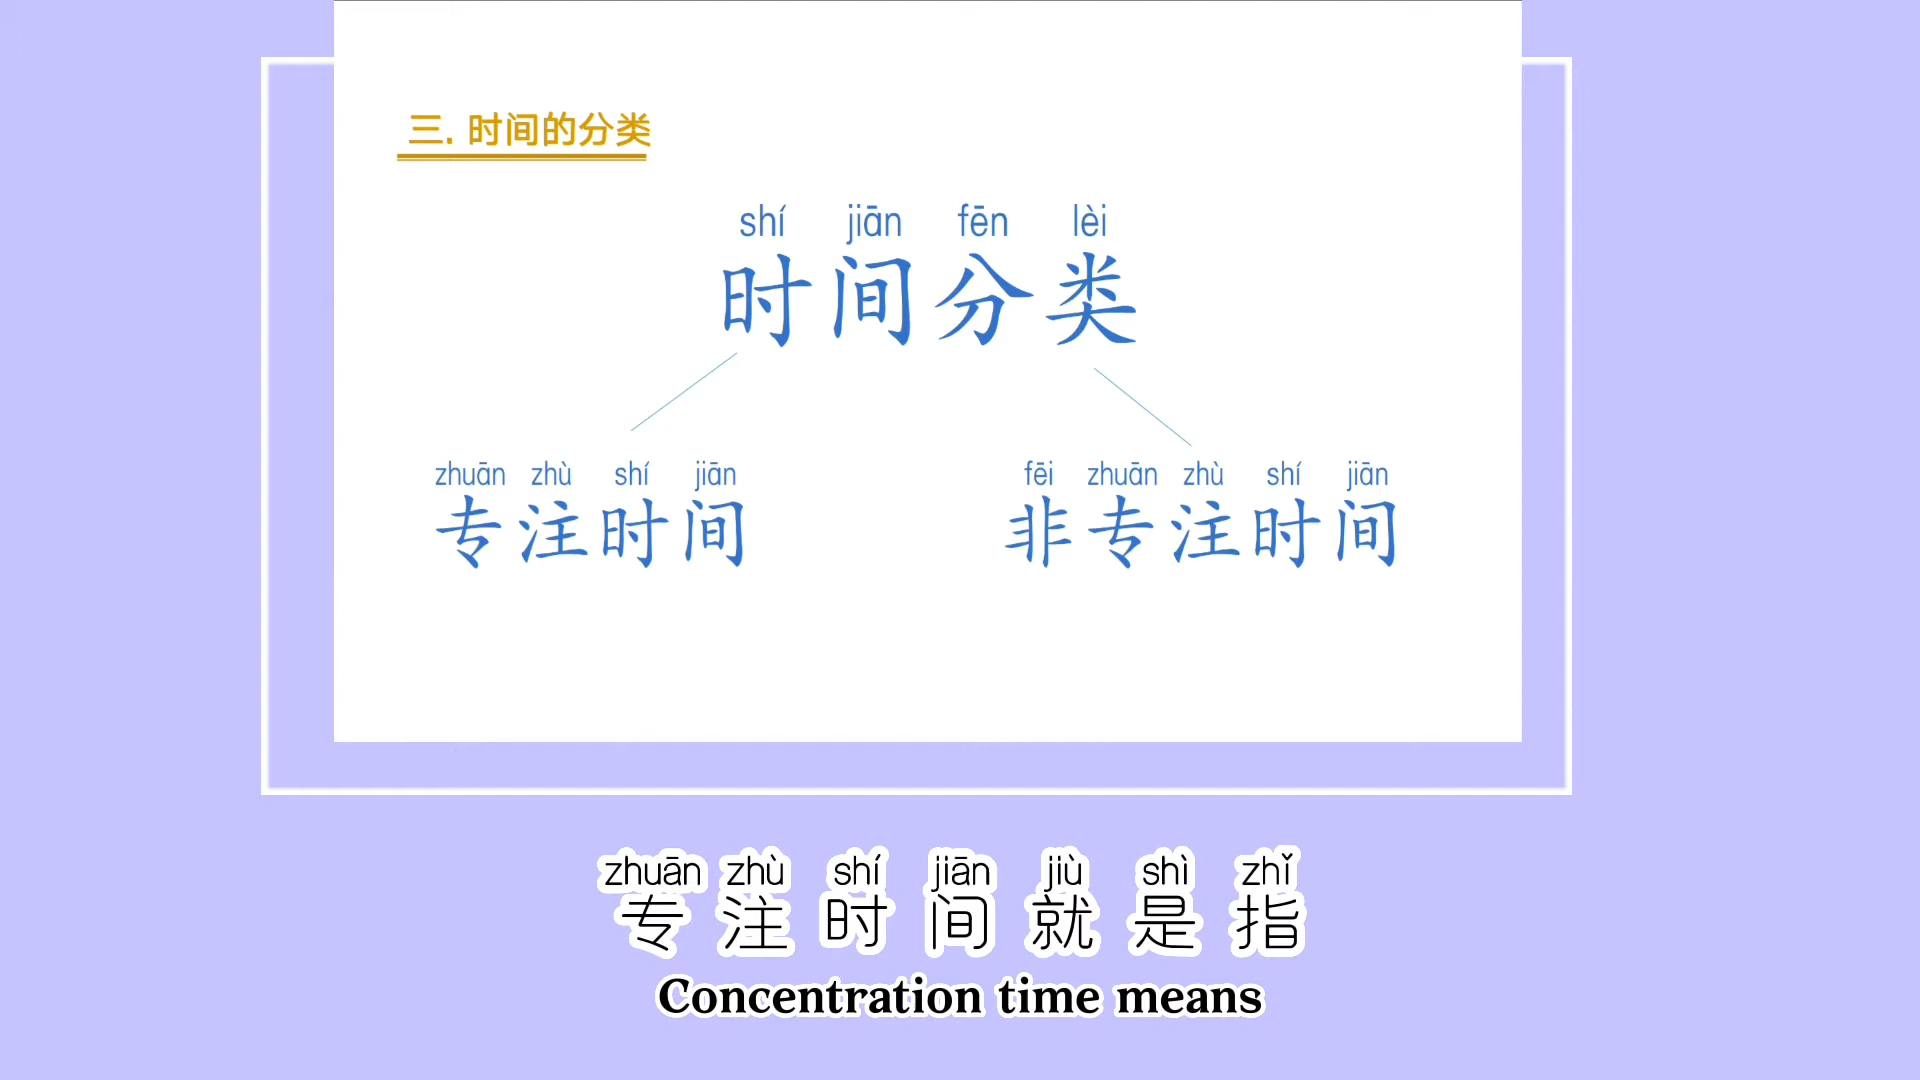 三. 时间的分类
shí jiān fēn lèi
时间分类
zhuān zhù shí jiān
专注时间
fēi zhuān zhù shí jiān
非专注时间
zhuān zhù shí jiān jiù shì zhǐ
专注时间就是指
Concentration time means